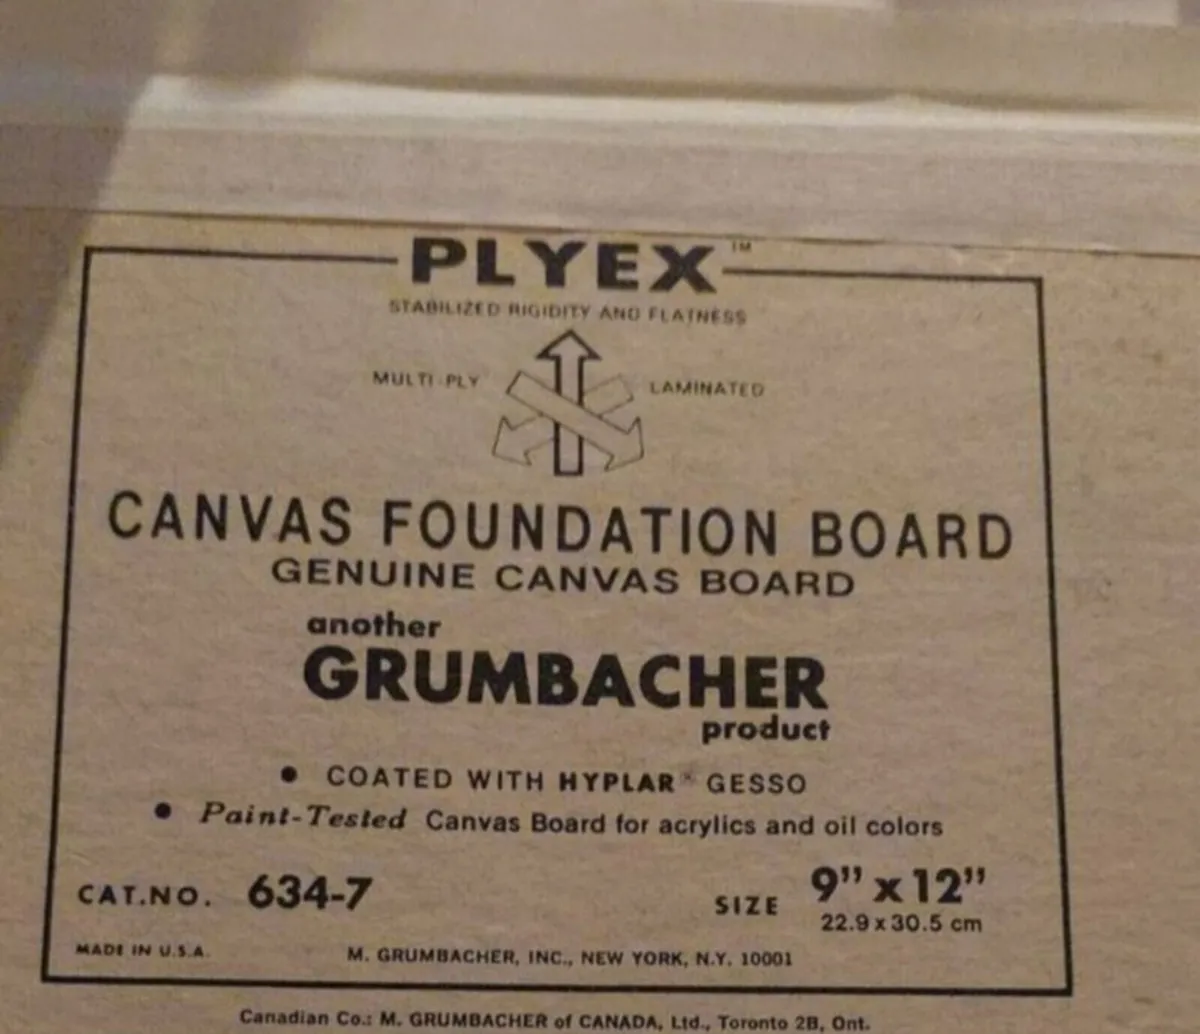 PLYEX™
STABILIZED RIGIDITY AND FLATNESS
MULTI-PLY LAMINATED
CANVAS FOUNDATION BOARD
GENUINE CANVAS BOARD
another
GRUMBACHER
product
• COATED WITH HYPLAR® GESSO
• Paint-Tested Canvas Board for acrylics and oil colors
CAT.NO. 634-7 SIZE 9" x 12"
22.9 x 30.5 cm
MADE IN U.S.A. M. GRUMBACHER, INC., NEW YORK, N.Y. 10001
Canadian Co.: M. GRUMBACHER of CANADA, Ltd., Toronto 2B, Ont.